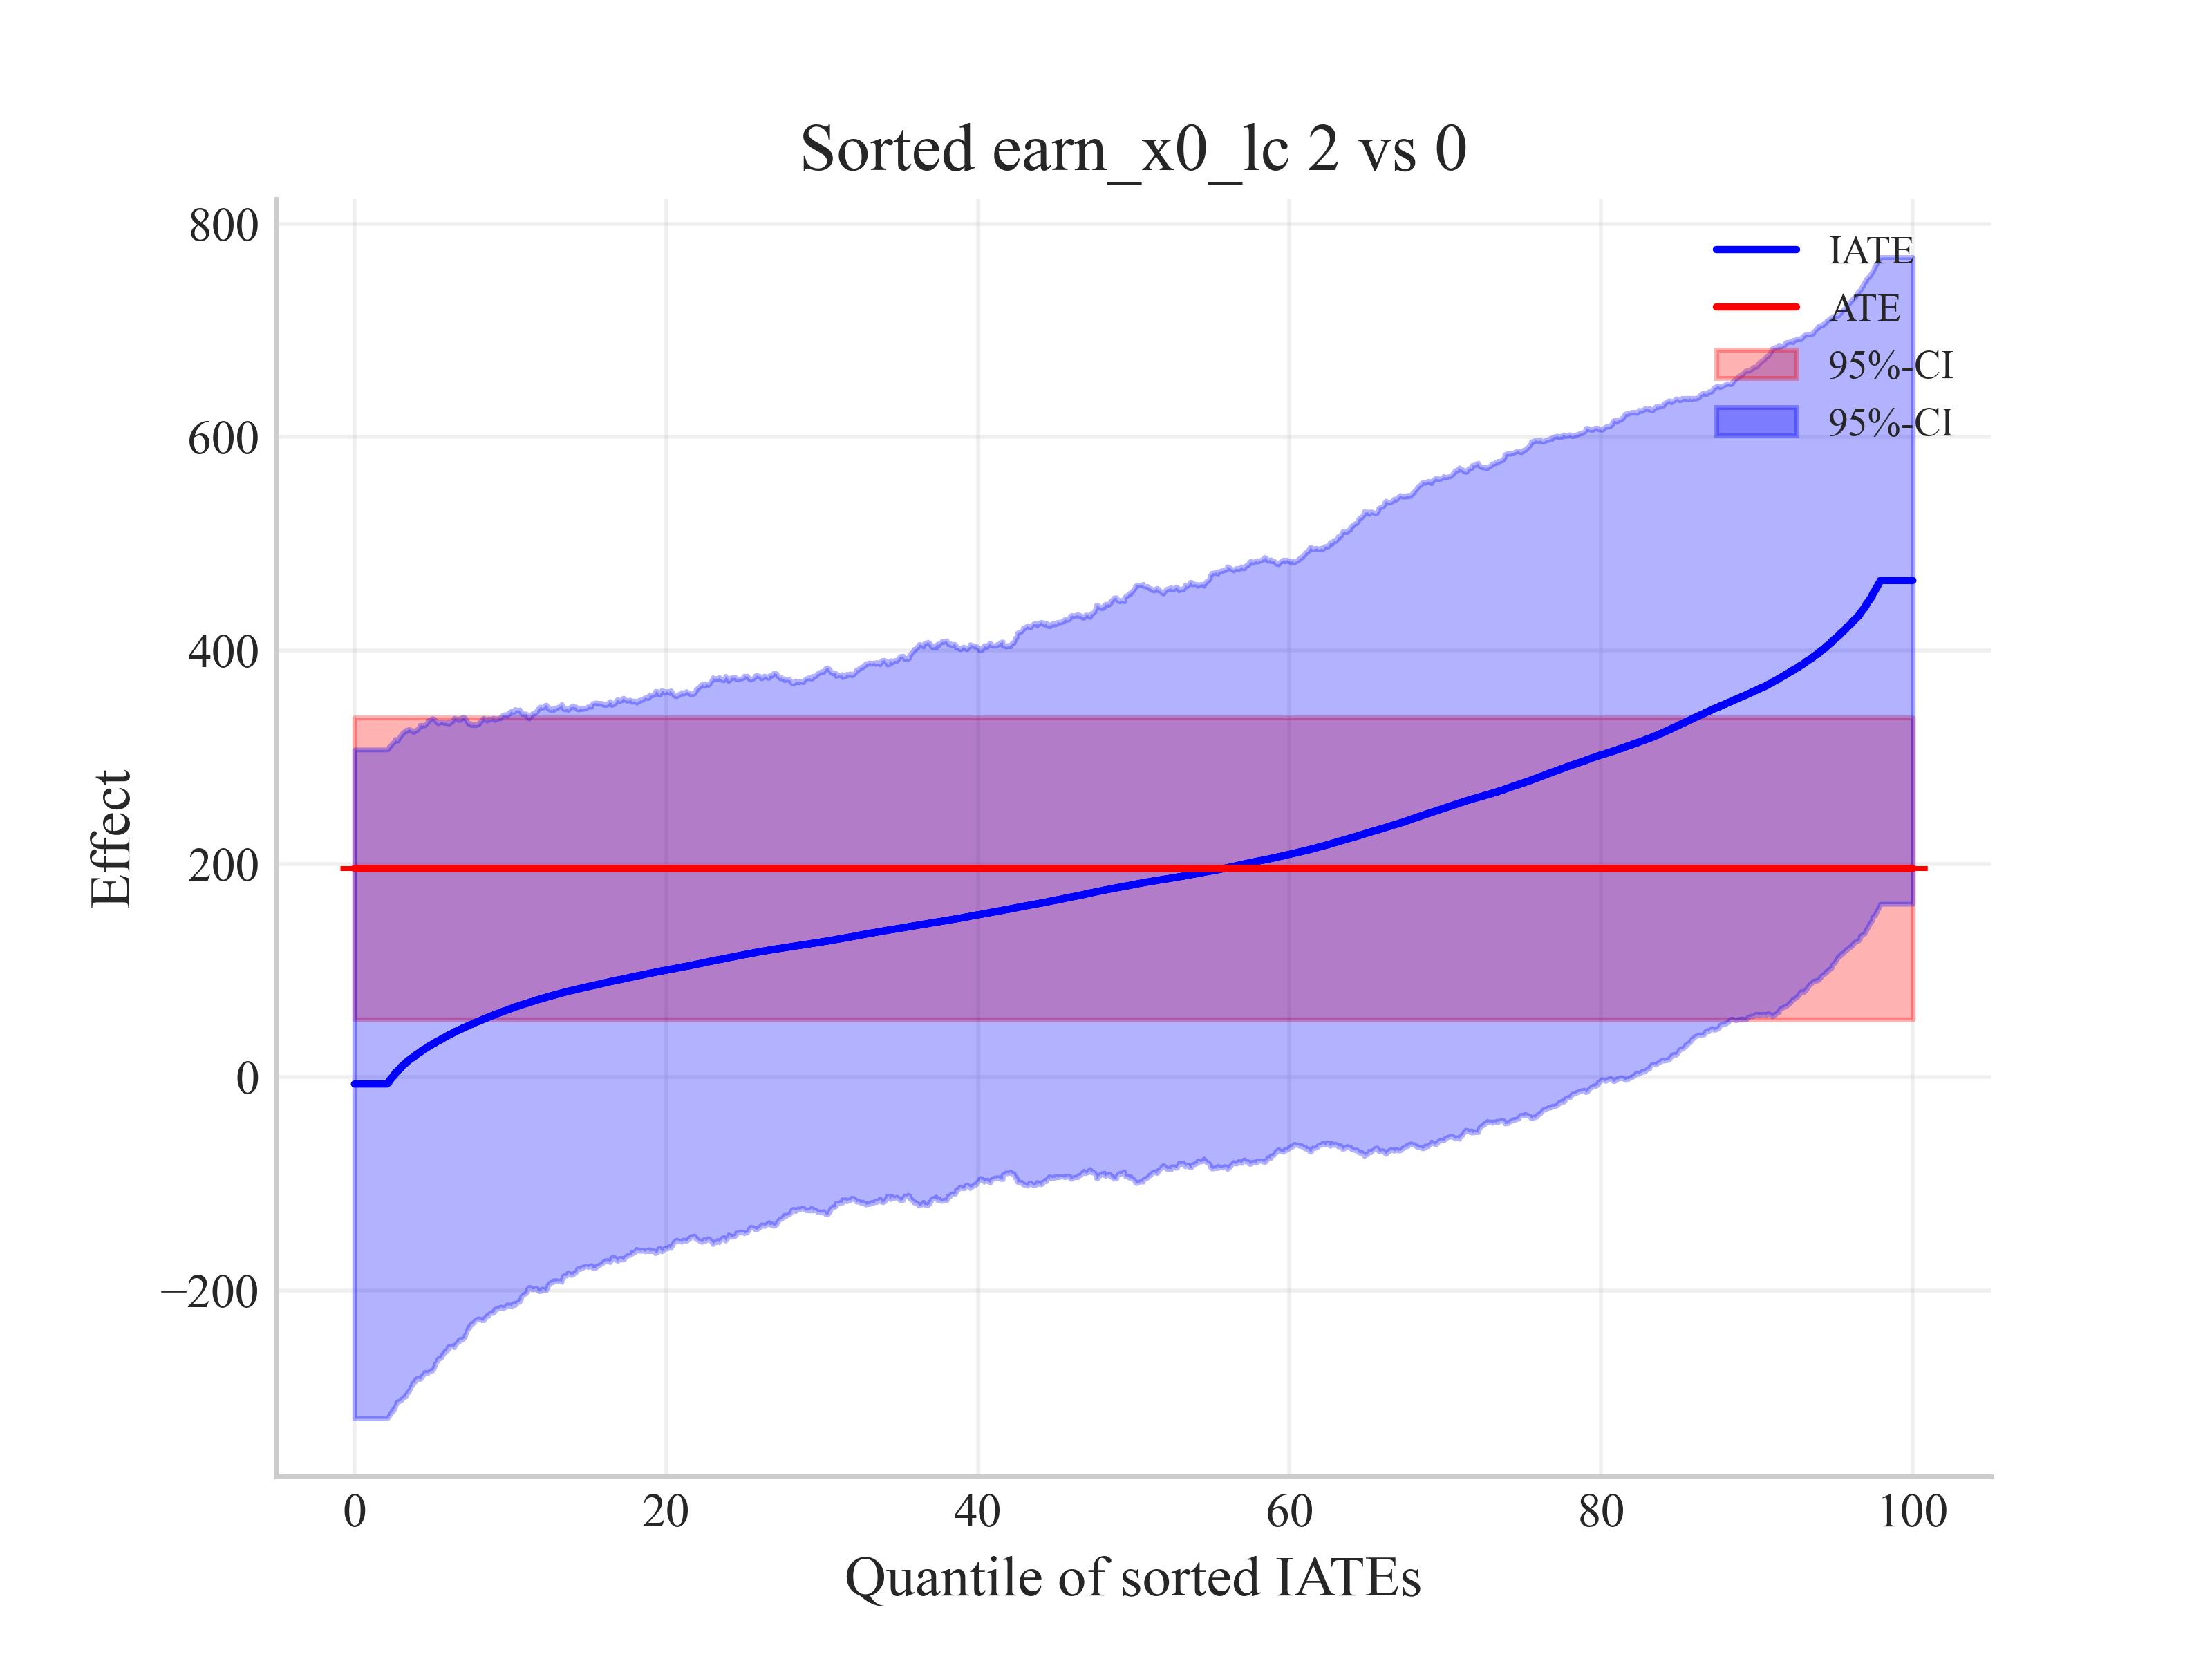 Sorted earn_x0_lc 2 vs 0
800
600
400
200
0
−200
Effect
IATE
ATE
95%-CI
95%-CI
0 20 40 60 80 100
Quantile of sorted IATEs